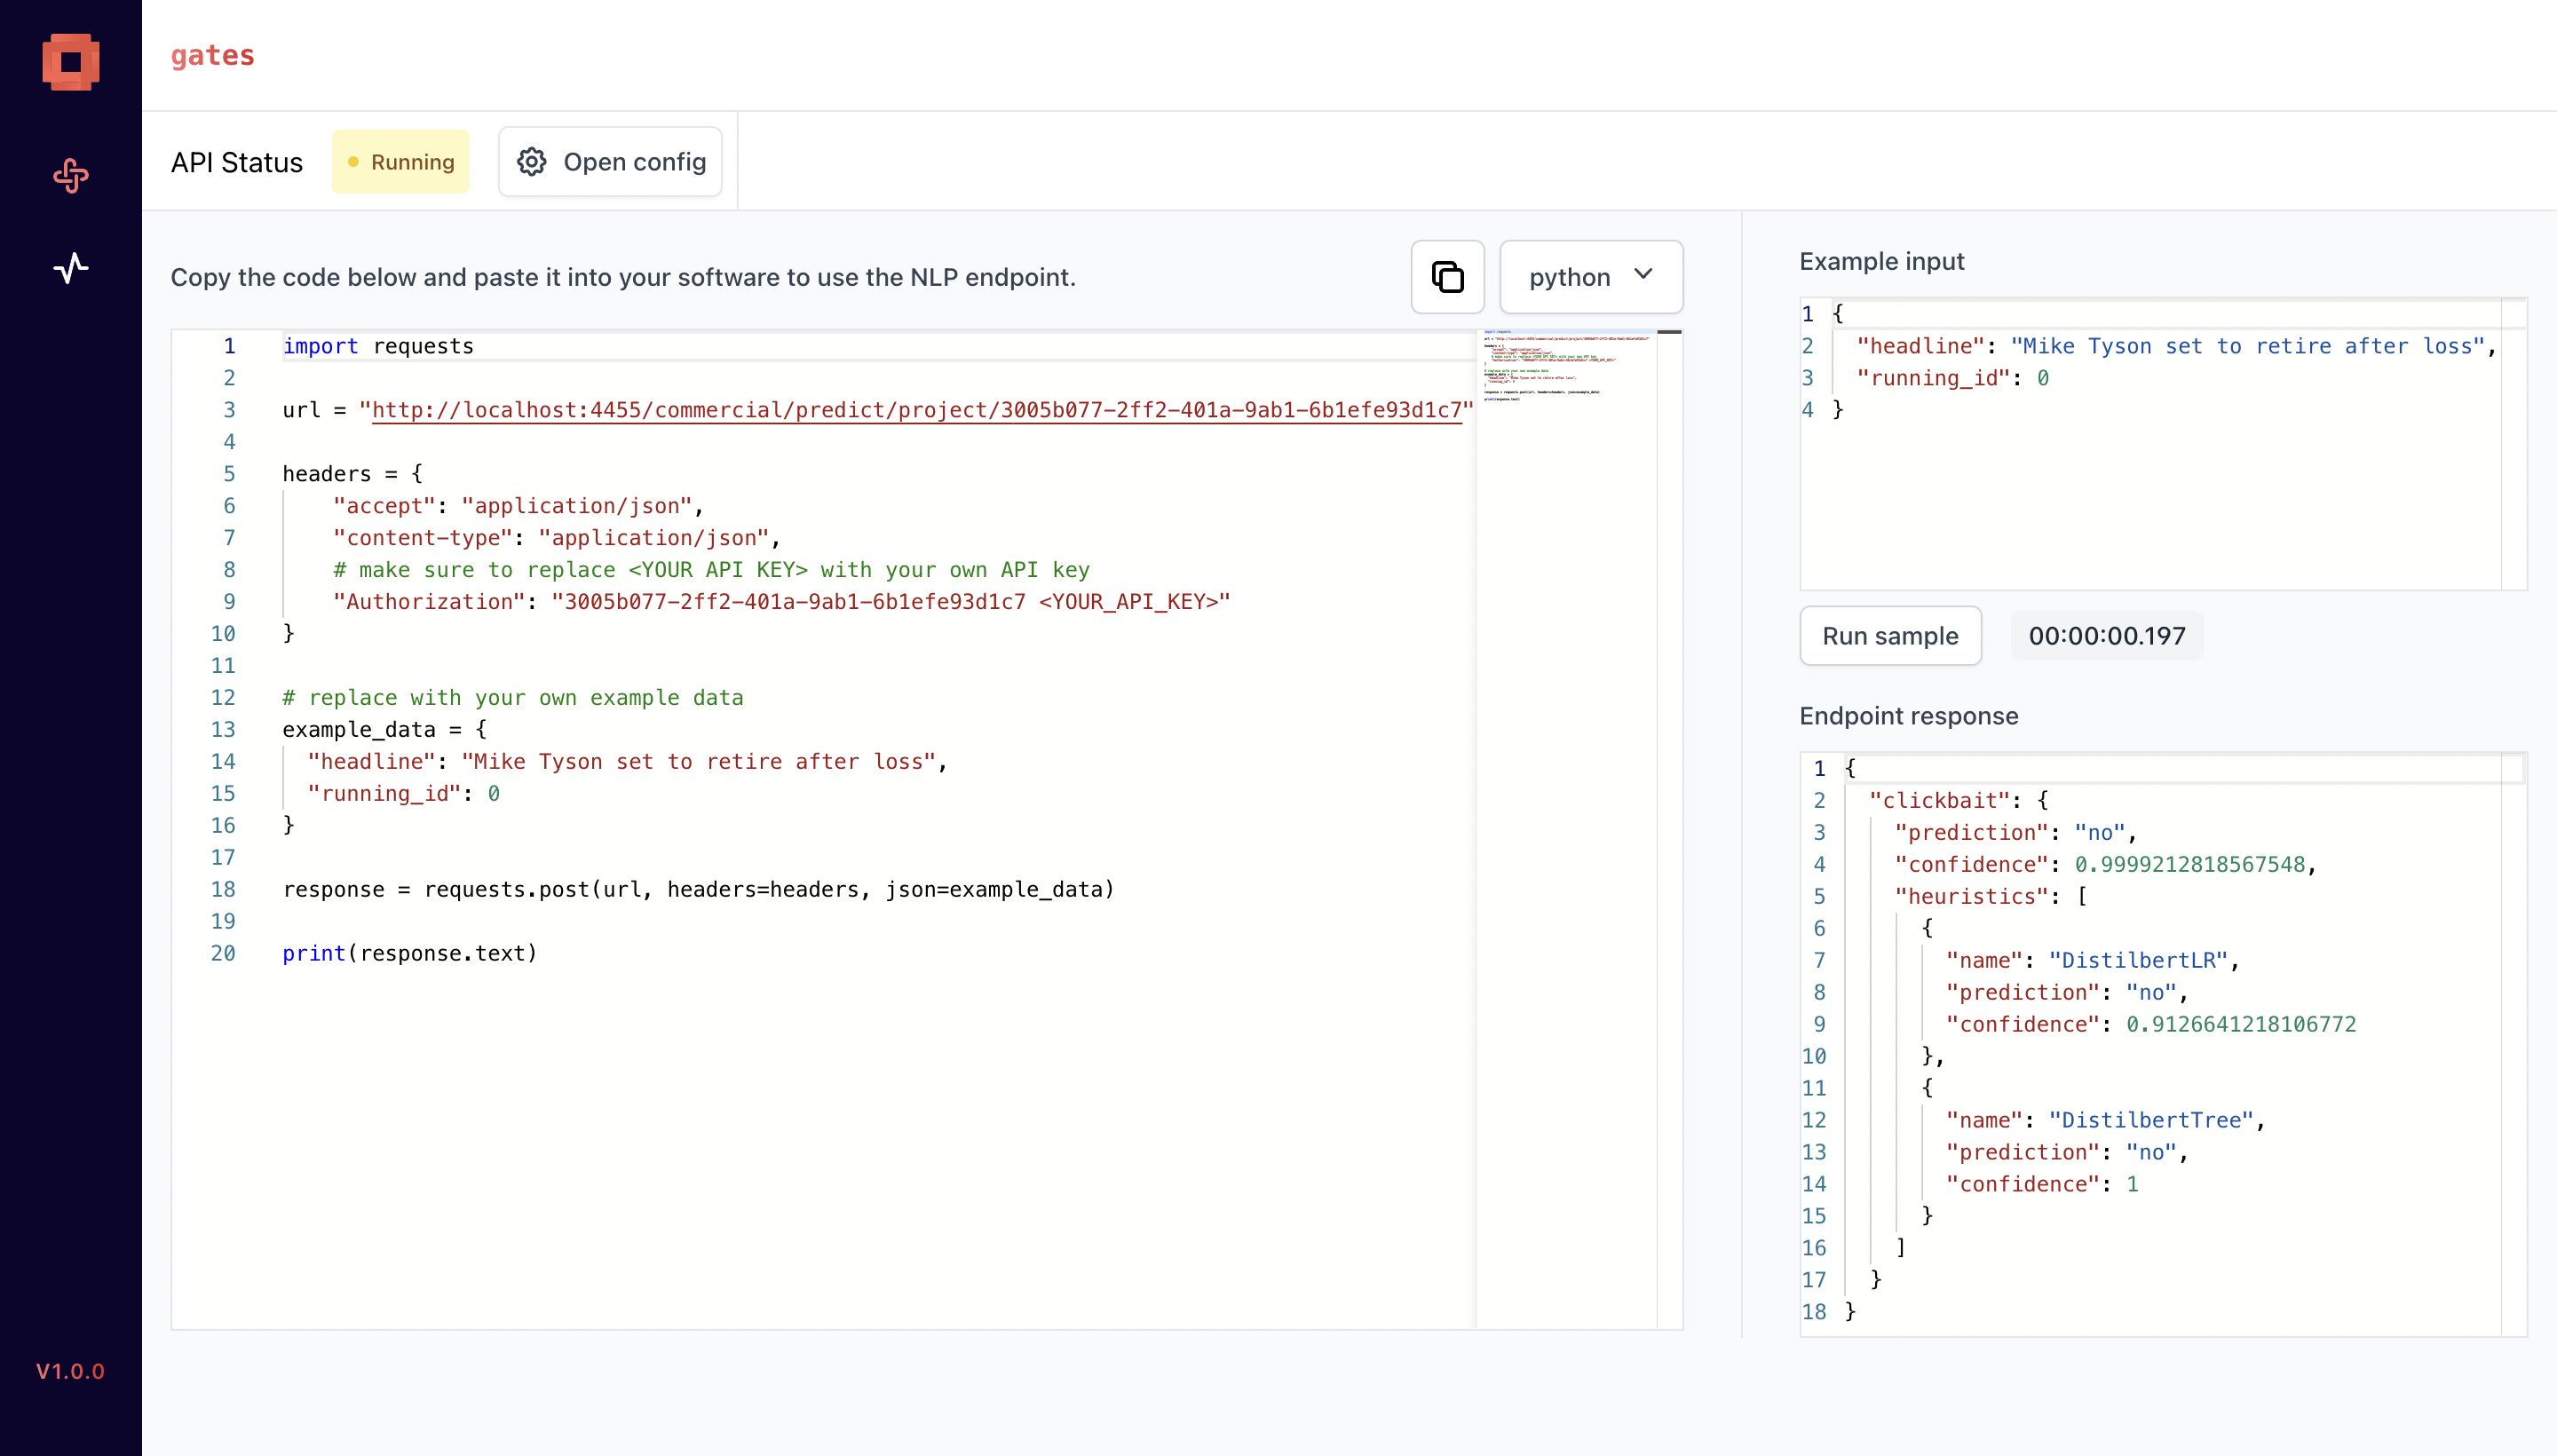 gates
API Status
Running
Open config
Copy the code below and paste it into your software to use the NLP endpoint.
python
1 import requests
2
3 url = "http://localhost:4455/commercial/predict/project/3005b077-2ff2-401a-9ab1-6b1efe93d1c7"
4
5 headers = {
6 "accept": "application/json",
7 "content-type": "application/json",
8 # make sure to replace <YOUR API KEY> with your own API key
9 "Authorization": "3005b077-2ff2-401a-9ab1-6b1efe93d1c7 <YOUR_API_KEY>"
10 }
11
12 # replace with your own example data
13 example_data = {
14 "headline": "Mike Tyson set to retire after loss",
15 "running_id": 0
16 }
17
18 response = requests.post(url, headers=headers, json=example_data)
19
20 print(response.text)
Example input
1 {
2 "headline": "Mike Tyson set to retire after loss",
3 "running_id": 0
4 }
Run sample
00:00:00.197
Endpoint response
1 {
2 "clickbait": {
3 "prediction": "no",
4 "confidence": 0.9999212818567548,
5 "heuristics": [
6 {
7 "name": "DistilbertLR",
8 "prediction": "no",
9 "confidence": 0.9126641218106772
10 },
11 {
12 "name": "DistilbertTree",
13 "prediction": "no",
14 "confidence": 1
15 }
16 ]
17 }
18 }
V1.0.0